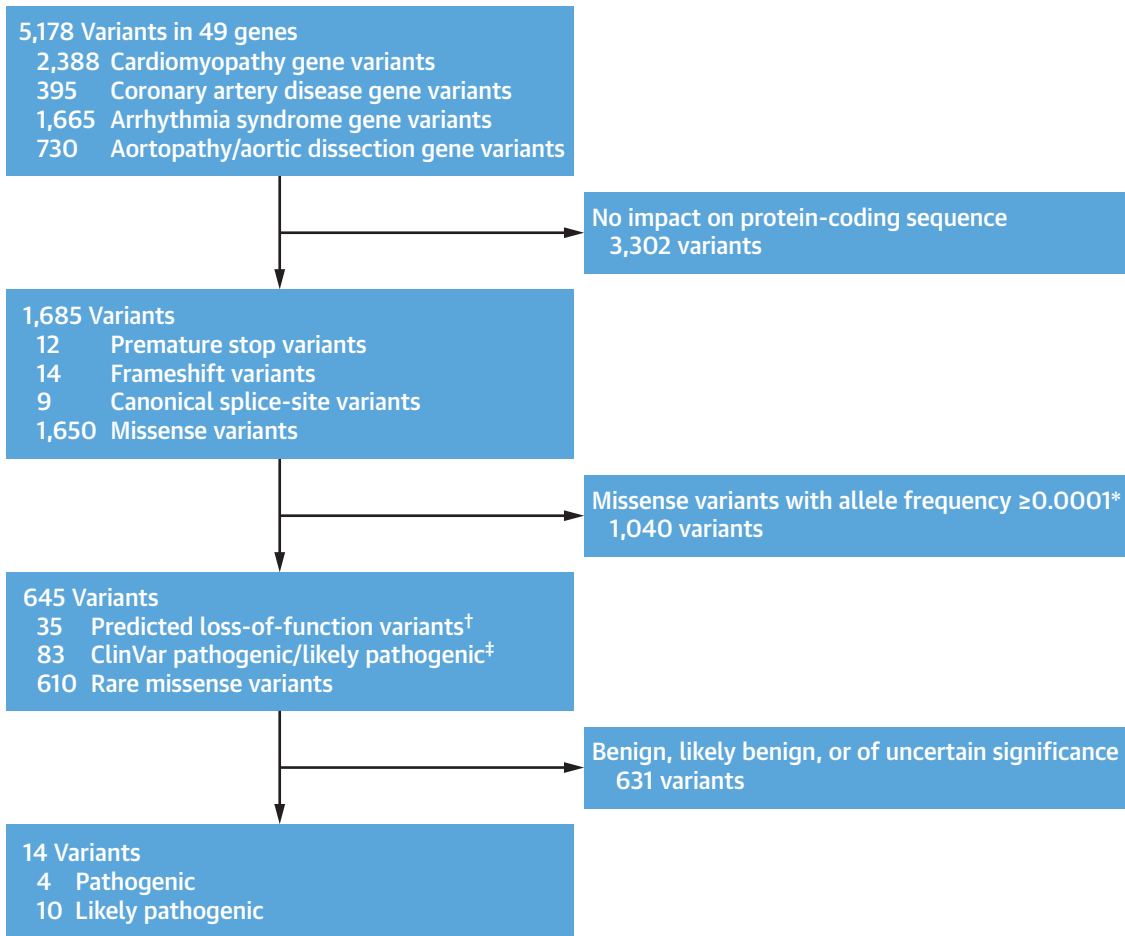 5,178 Variants in 49 genes
2,388 Cardiomyopathy gene variants
395 Coronary artery disease gene variants
1,665 Arrhythmia syndrome gene variants
730 Aortopathy/aortic dissection gene variants
No impact on protein-coding sequence
3,302 variants
1,685 Variants
12 Premature stop variants
14 Frameshift variants
9 Canonical splice-site variants
1,650 Missense variants
Missense variants with allele frequency ≥0.0001*
1,040 variants
645 Variants
35 Predicted loss-of-function variants†
83 ClinVar pathogenic/likely pathogenic‡
610 Rare missense variants
Benign, likely benign, or of uncertain significance
631 variants
14 Variants
4 Pathogenic
10 Likely pathogenic